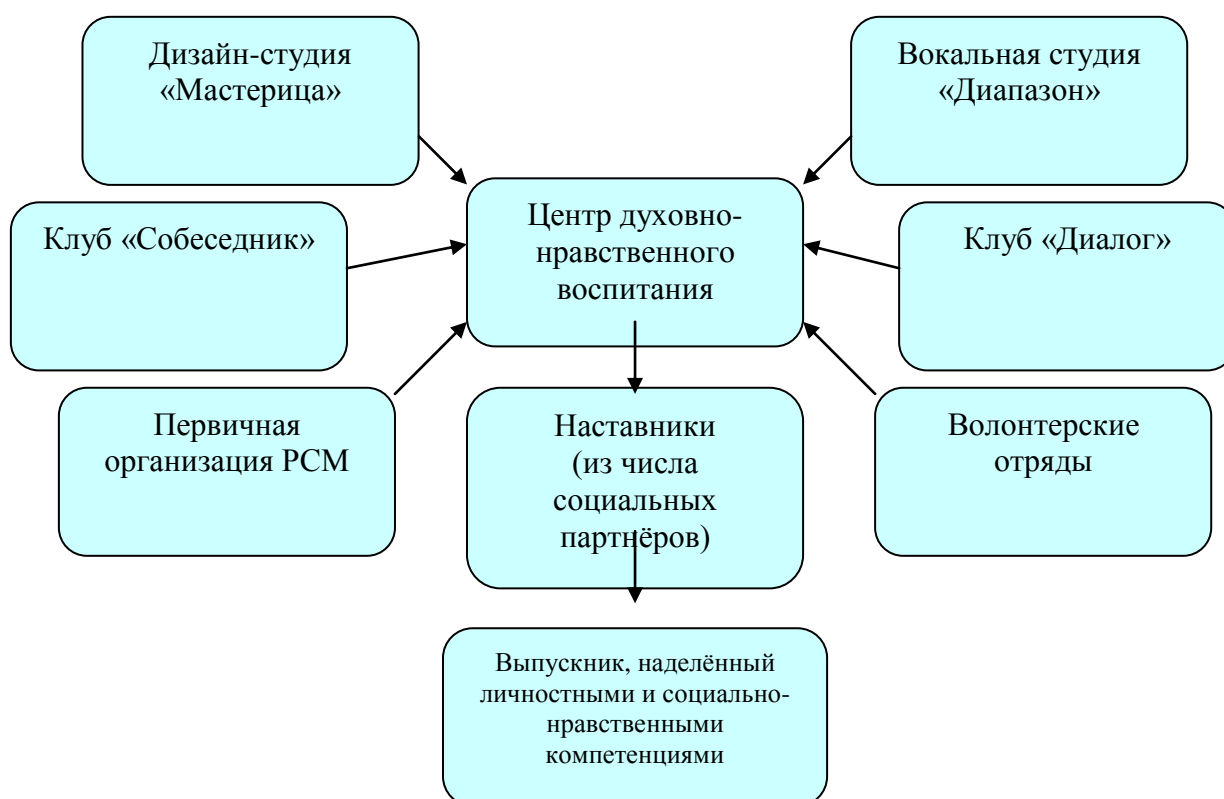 Дизайн-студия
«Мастерица»
Вокальная студия
«Диапазон»
Клуб «Собеседник»
Центр духовно-
нравственного
воспитания
Клуб «Диалог»
Первичная
организация РСМ
Наставники
(из числа
социальных
партнёров)
Волонтерские
отряды
Выпускник, наделённый
личностными и социально-
нравственными
компетенциями